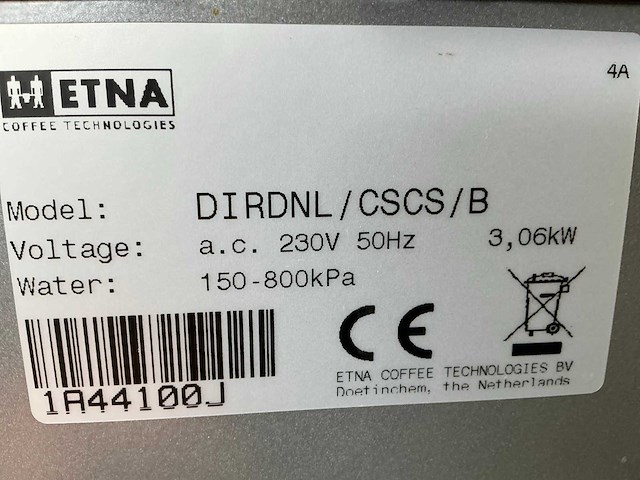 4A
ETNA
COFFEE TECHNOLOGIES
Model: DIRDNL/CSCS/B
Voltage: a.c. 230V 50Hz 3,06kW
Water: 150-800kPa
CE
ETNA COFFEE TECHNOLOGIES BV
Doetinchem, the Netherlands
1A44100J